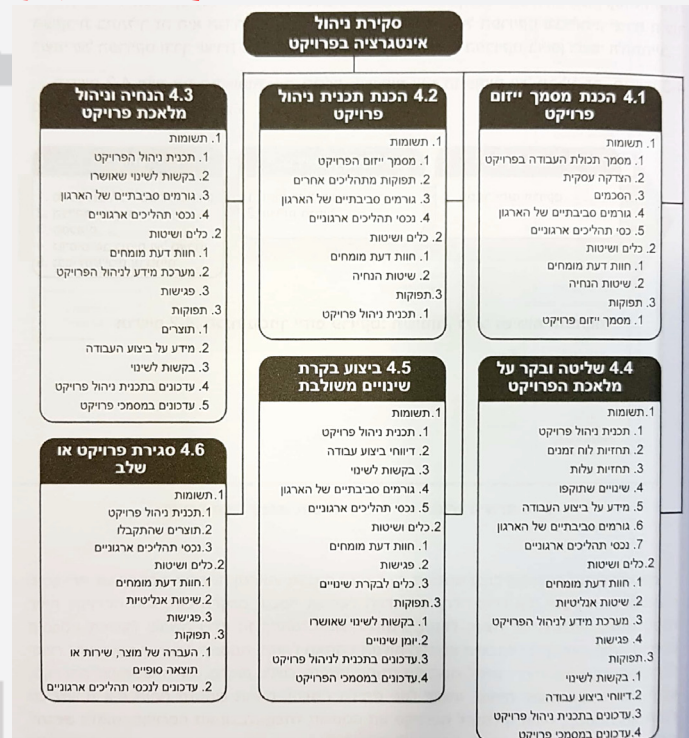 סקירת ניהול
אינטגרציה בפרויקט
4.1 הכנת מסמך ייזום
פרויקט
1. תשומות
1. מסמך תכולת העבודה בפרויקט
2. הצדקה עסקית
3. הסכמים
4. גורמים סביבתיים של הארגון
5. כסי תהליכים ארגוניים
2. כלים ושיטות
1. חוות דעת מומחים
2. שיטות הנחיה
3. תפוקות
1. מסמך ייזום פרויקט
4.2 הכנת תכנית ניהול
פרויקט
1. תשומות
1. מסמך ייזום הפרויקט
2. תפוקות מתהליכים אחרים
3. גורמים סביבתיים של הארגון
4. נכסי תהליכים ארגוניים
2. כלים ושיטות
1. חוות דעת מומחים
2. שיטות הנחיה
3.תפוקות
1. תכנית ניהול פרויקט
4.3 הנחיה וניהול
מלאכת פרויקט
1. תשומות
1. תכנית ניהול הפרויקט
2. בקשות לשינוי שאושרו
3. גורמים סביבתיים של הארגון
4. נכסי תהליכים ארגוניים
2. כלים ושיטות
1. חוות דעת מומחים
2. מערכת מידע לניהול הפרויקט
3. פגישות
3. תפוקות
1. תוצרים
2. מידע על ביצוע העבודה
3. בקשות לשינוי
4. עדכונים בתכנית ניהול פרויקט
5. עדכונים במסמכי פרויקט
4.4 שליטה ובקר על
מלאכת הפרויקט
1.תשומות
1. תכנית ניהול פרויקט
2. תחזיות לוח זמנים
3. תחזיות עלות
4. שינויים שתוקפו
5. מידע על ביצוע העבודה
6. גורמים סביבתיים של הארגון
7. נכסי תהליכים ארגוניים
2.כלים ושיטות
1. חוות דעת מומחים
2. שיטות אנליטיות
3. מערכת מידע לניהול הפרויקט
4. פגישות
3.תפוקות
1. בקשות לשינוי
2.דיווחי ביצוע עבודה
3.עדכונים בתכנית ניהול פרויקט
4.עדכונים במסמכי פרויקט
4.5 ביצוע בקרת
שינויים משולבת
1.תשומות
1. תכנית ניהול פרויקט
2. דיווחי ביצוע עבודה
3. בקשות לשינוי
4. גורמים סביבתיים של הארגון
5. נכסי תהליכים ארגוניים
2.כלים ושיטות
1. חוות דעת מומחים
2. פגישות
3. כלים לבקרת שינויים
3.תפוקות
1. בקשות לשינוי שאושרו
2.יומן שינויים
3.עדכונים בתכנית לניהול פרויקט
4.עדכונים במסמכי הפרויקט
4.6 סגירת פרויקט או
שלב
1.תשומות
1.תכנית ניהול פרויקט
2.תוצרים שהתקבלו
3.נכסי תהליכים ארגוניים
2.כלים ושיטות
1.חוות דעת מומחים
2.שיטות אנליטיות
3.פגישות
3. תפוקות
1. העברה של מוצר, שירות או
תוצאה סופיים
2. עדכונים לנכסי תהליכים ארגוניים